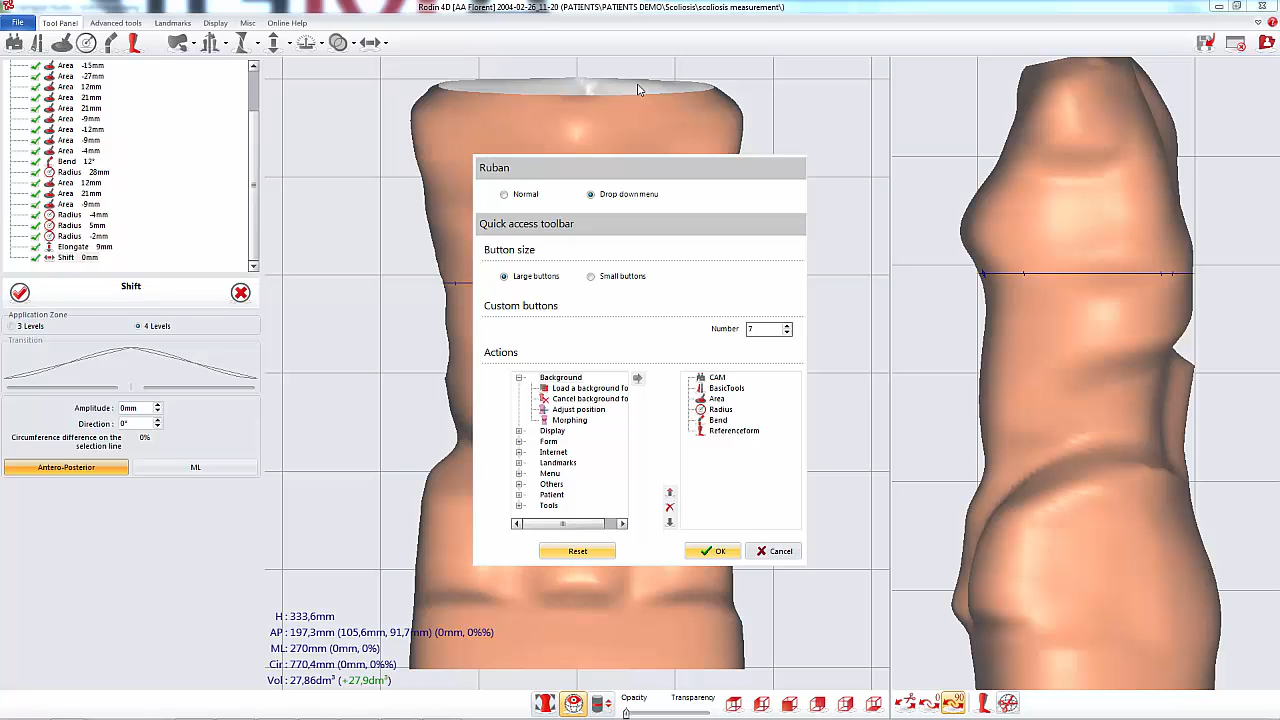 Rodin 4D [AA Florent] 2004-02-26 11-20 (PATIENTS\PATIENTS DEMO\Scoliosis\scoliosis measurement\)
File Tool Panel Advanced tools Landmarks Display Misc Online Help
Area -15mm
Area -27mm
Area 12mm
Area 21mm
Area 21mm
Area -9mm
Area -12mm
Area -9mm
Area -4mm
Bend 12°
Radius 28mm
Area 12mm
Area 21mm
Area -9mm
Radius -4mm
Radius 5mm
Radius -2mm
Elongate 9mm
Shift 0mm
Shift
Application Zone
3 Levels 4 Levels
Transition
Amplitude : 0mm
Direction : 0°
Circumference difference on the
selection line 0%
Antero-Posterior ML
Ruban
Normal Drop down menu
Quick access toolbar
Button size
Large buttons Small buttons
Custom buttons
Number 7
Actions
Background
Load a background fo
Cancel background fo
Adjust position
Morphing
Display
Form
Internet
Landmarks
Menu
Others
Patient
Tools
CAM
BasicTools
Area
Radius
Bend
Referenceform
Reset OK Cancel
H : 333,6mm
AP : 197,3mm (105,6mm, 91,7mm) (0mm, 0%%)
ML : 270mm (0mm, 0%)
Cir : 770,4mm (0mm, 0%%)
Vol : 27,86dm³ (+27,9dm³)
Opacity Transparency